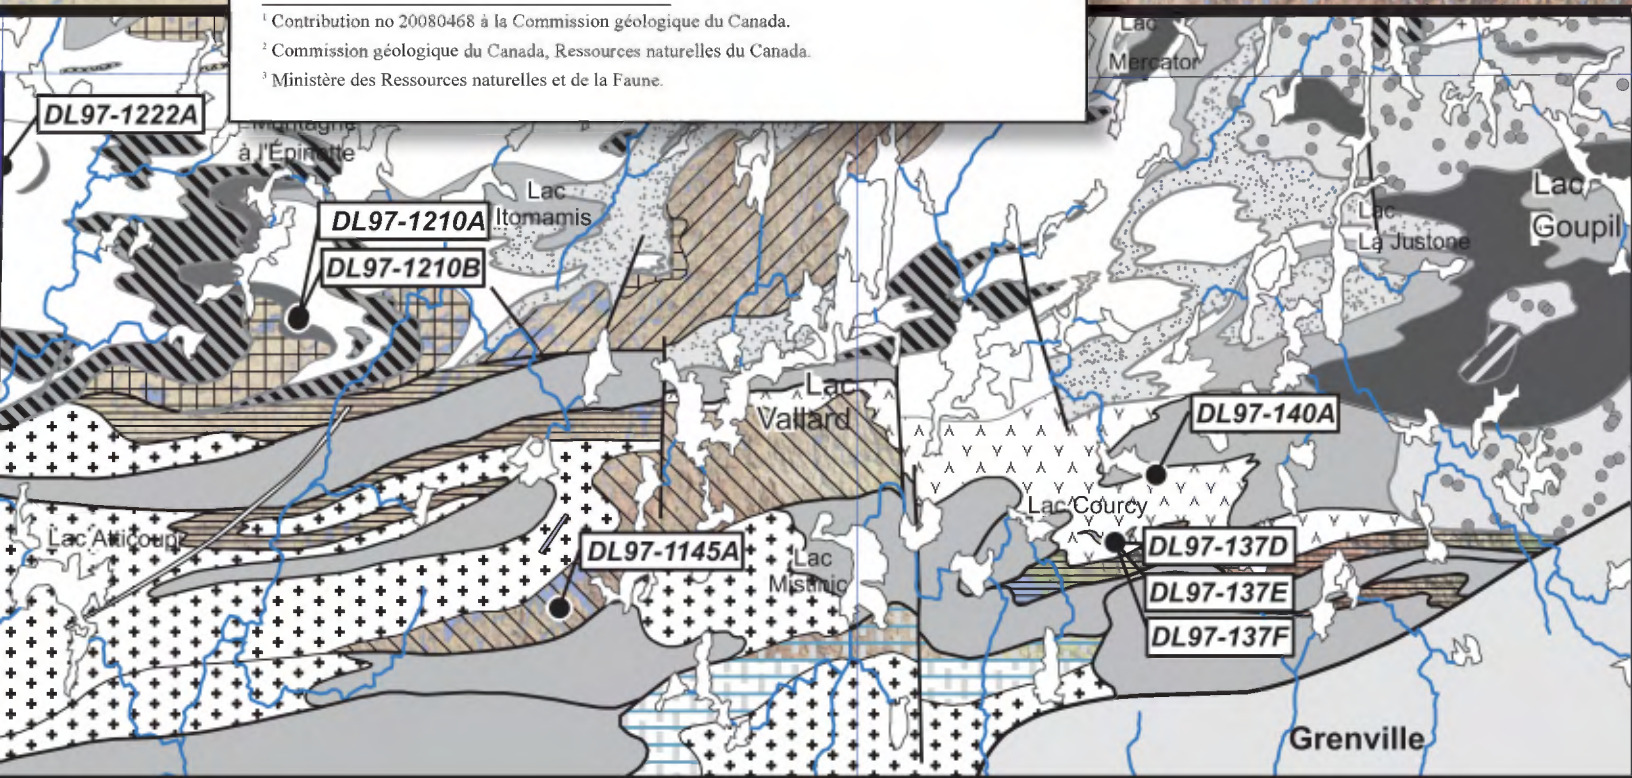 ¹ Contribution no 20080468 à la Commission géologique du Canada.
² Commission géologique du Canada, Ressources naturelles du Canada.
³ Ministère des Ressources naturelles et de la Faune.
Lac
Mercator
DL97-1222A
Montagne
à l'Épinette
Lac
Itomamis
DL97-1210A
DL97-1210B
Lac
Goupil
Lac
La Justone
Lac
Vallard
DL97-140A
Lac Courcy
Lac Atticoupi
DL97-1145A
Lac
Mistinic
DL97-137D
DL97-137E
DL97-137F
Grenville